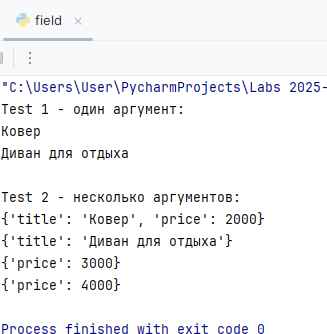 field
"C:\Users\User\PycharmProjects\Labs 2025-
Test 1 - один аргумент:
Ковер
Диван для отдыха
Test 2 - несколько аргументов:
{'title': 'Ковер', 'price': 2000}
{'title': 'Диван для отдыха'}
{'price': 3000}
{'price': 4000}
Process finished with exit code 0